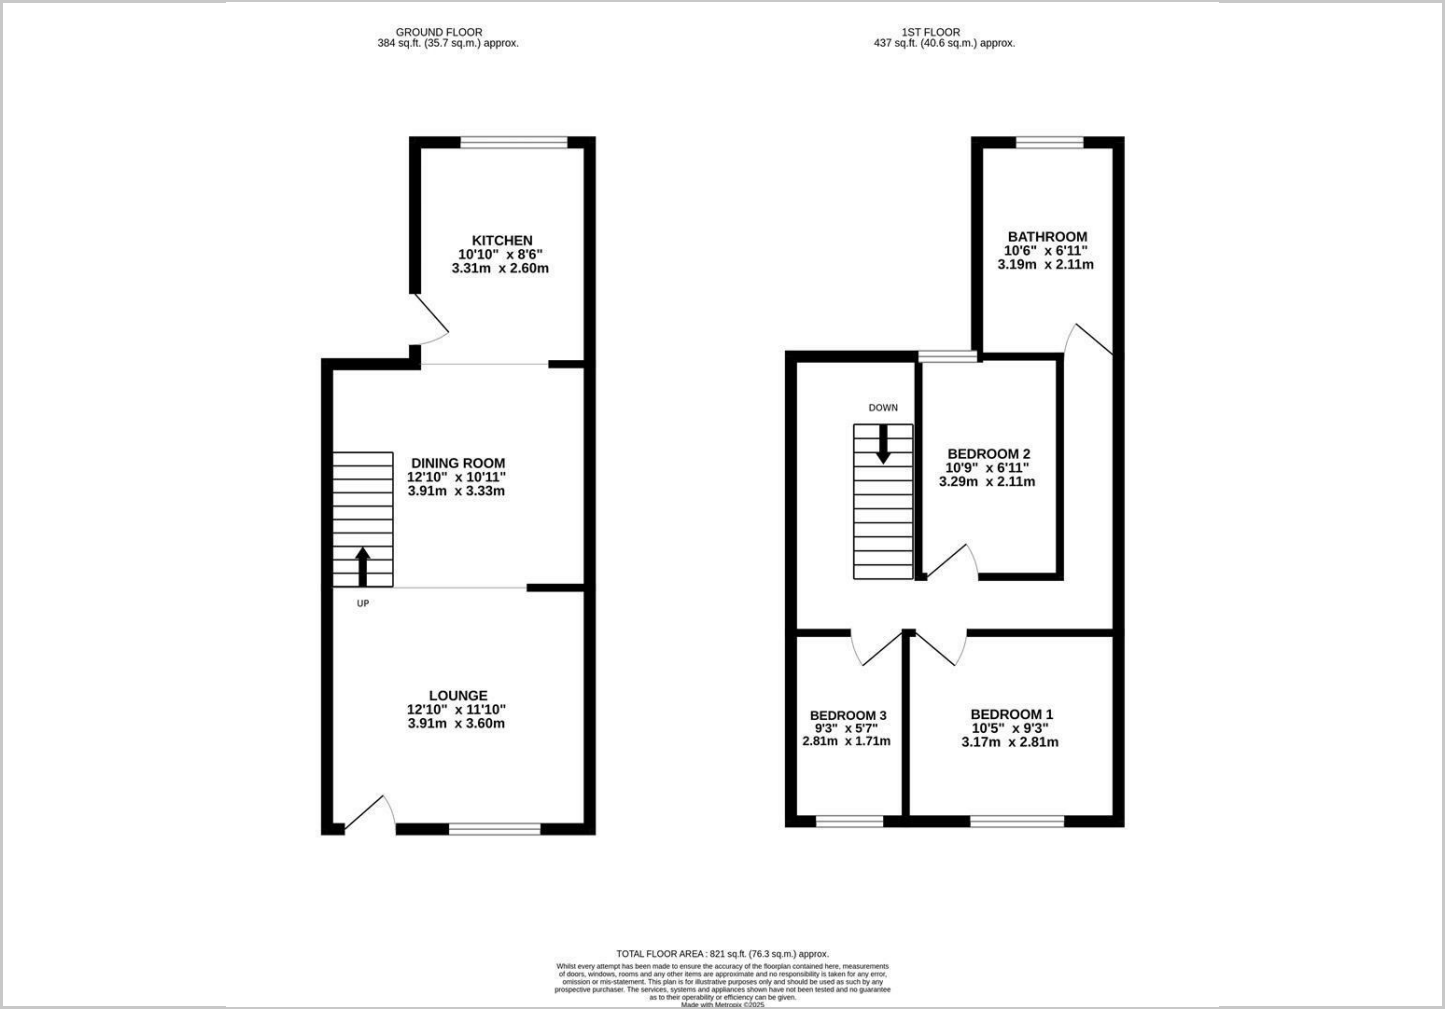 GROUND FLOOR
384 sq.ft. (35.7 sq.m.) approx.
1ST FLOOR
437 sq.ft. (40.6 sq.m.) approx.
KITCHEN
10'10" x 8'6"
3.31m x 2.60m
DINING ROOM
12'10" x 10'11"
3.91m x 3.33m
UP
LOUNGE
12'10" x 11'10"
3.91m x 3.60m
BATHROOM
10'6" x 6'11"
3.19m x 2.11m
DOWN
BEDROOM 2
10'9" x 6'11"
3.29m x 2.11m
BEDROOM 3
9'3" x 5'7"
2.81m x 1.71m
BEDROOM 1
10'5" x 9'3"
3.17m x 2.81m
TOTAL FLOOR AREA : 821 sq.ft. (76.3 sq.m.) approx.
Whilst every attempt has been made to ensure the accuracy of the floorplan contained here, measurements
of doors, windows, rooms and any other items are approximate and no responsibility is taken for any error,
omission or mis-statement. This plan is for illustrative purposes only and should be used as such by any
prospective purchaser. The services, systems and appliances shown have not been tested and no guarantee
as to their operability or efficiency can be given.
Made with Metropix ©2025